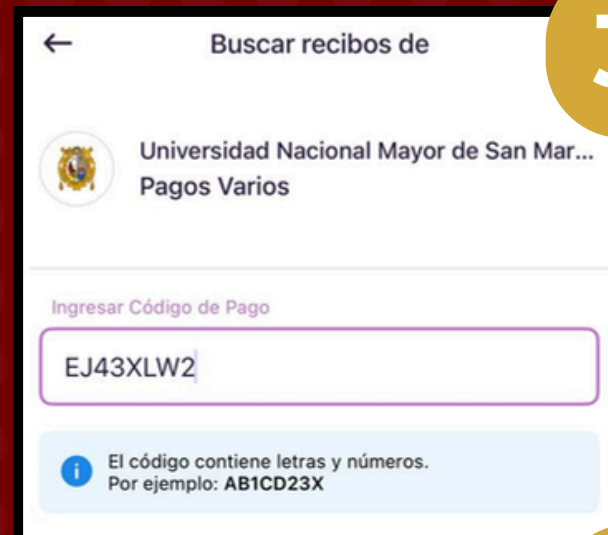 Buscar recibos de
Universidad Nacional Mayor de San Mar...
Pagos Varios
Ingresar Código de Pago
EJ43XLW2
El código contiene letras y números.
Por ejemplo: AB1CD23X